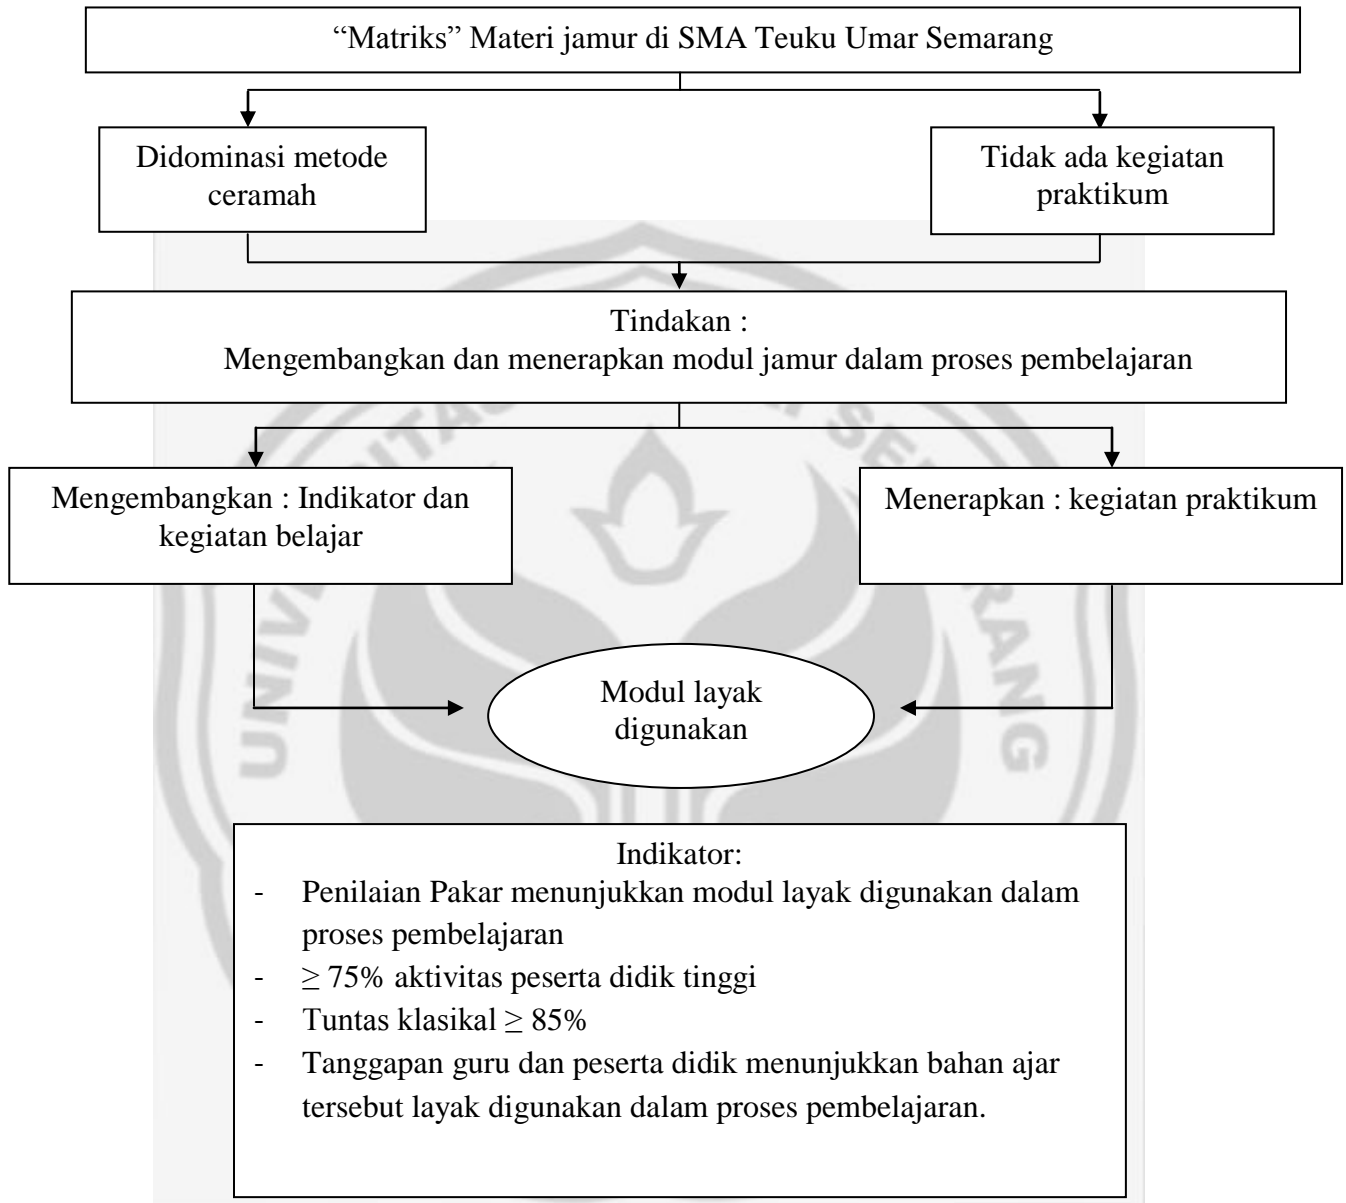 “Matriks” Materi jamur di SMA Teuku Umar Semarang
Didominasi metode
ceramah
Tidak ada kegiatan
praktikum
Tindakan :
Mengembangkan dan menerapkan modul jamur dalam proses pembelajaran
Mengembangkan : Indikator dan
kegiatan belajar
Menerapkan : kegiatan praktikum
Modul layak
digunakan
Indikator:
- Penilaian Pakar menunjukkan modul layak digunakan dalam
proses pembelajaran
- ≥ 75% aktivitas peserta didik tinggi
- Tuntas klasikal ≥ 85%
- Tanggapan guru dan peserta didik menunjukkan bahan ajar
tersebut layak digunakan dalam proses pembelajaran.